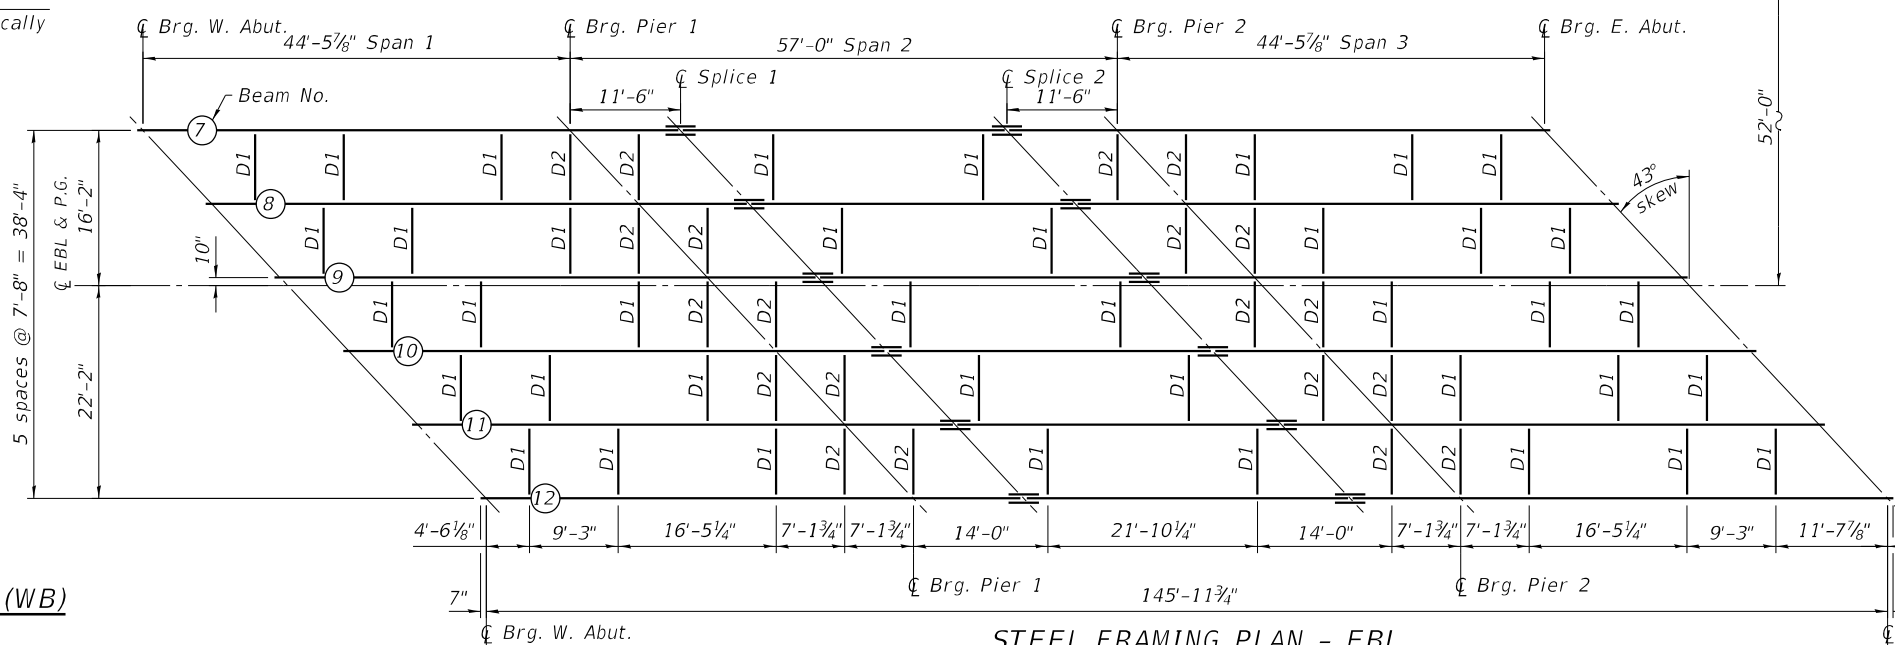 cally
℄ Brg. W. Abut.
℄ Brg. Pier 1
℄ Brg. Pier 2
℄ Brg. E. Abut.
44'-5⅞" Span 1
57'-0" Span 2
44'-5⅞" Span 3
℄ Splice 1
℄ Splice 2
11'-6"
11'-6"
Beam No.
52'-0"
7
D1 D1 D1 D2 D2 D1 D1 D2 D2 D1 D1 D1
43°
skew
8
D1 D1 D1 D2 D2 D1 D1 D2 D2 D1 D1 D1
5 spaces @ 7'-8" = 38'-4"
℄ EBL & P.G.
16'-2"
10"
9
D1 D1 D1 D2 D2 D1 D1 D2 D2 D1 D1 D1
10
22'-2"
D1 D1 D1 D2 D2 D1 D1 D2 D2 D1 D1 D1
11
D1 D1 D1 D2 D2 D1 D1 D2 D2 D1 D1 D1
12
4'-6⅛" 9'-3" 16'-5¼" 7'-1¾" 7'-1¾" 14'-0" 21'-10¼" 14'-0" 7'-1¾" 7'-1¾" 16'-5¼" 9'-3" 11'-7⅞"
℄ Brg. Pier 1
℄ Brg. Pier 2
(WB)
7"
145'-11¾"
℄ Brg. W. Abut.
℄
STEEL FRAMING PLAN - EBL